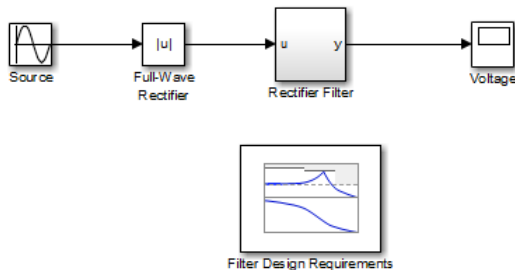 |u|
u
y
Source
Full-Wave
Rectifier
Rectifier Filter
Voltage
Filter Design Requirements